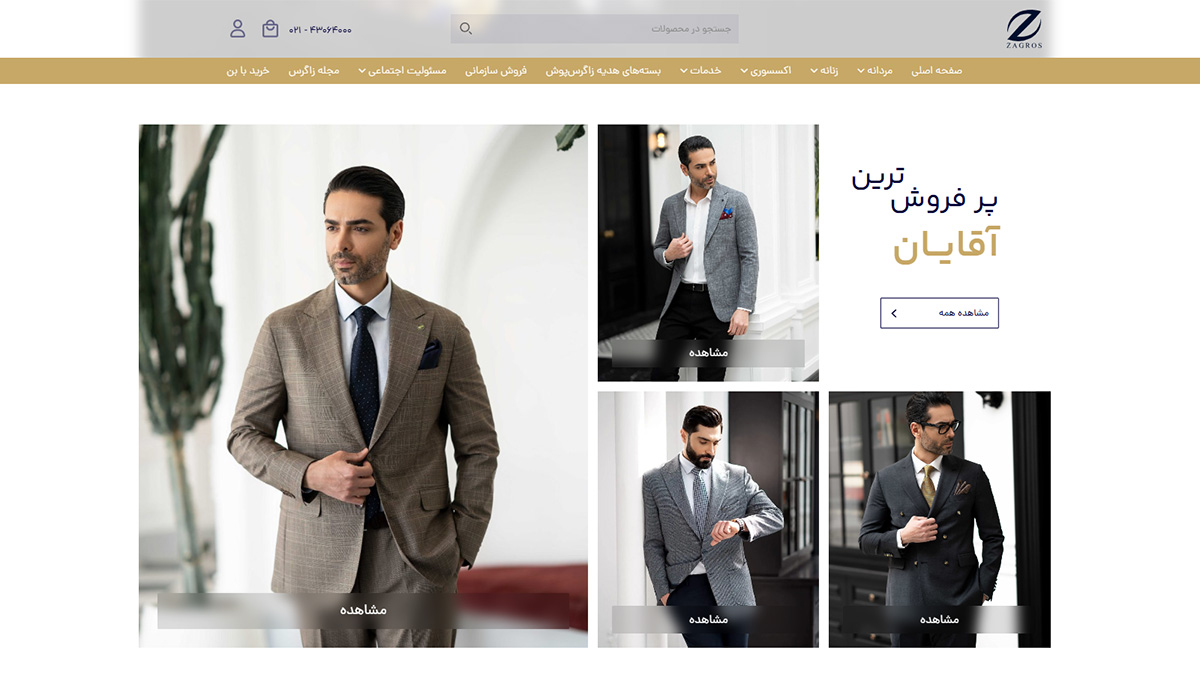 ZAGROS
جستجو در محصولات
۰۲۱ - ۴۳۰۶۴۰۰۰
صفحه اصلی
مردانه
زنانه
اکسسوری
خدمات
بسته‌های هدیه زاگرس‌پوش
فروش سازمانی
مسئولیت اجتماعی
مجله زاگرس
خرید با بن
پر فروش ترین
آقایان
مشاهده همه
مشاهده
مشاهده
مشاهده
مشاهده